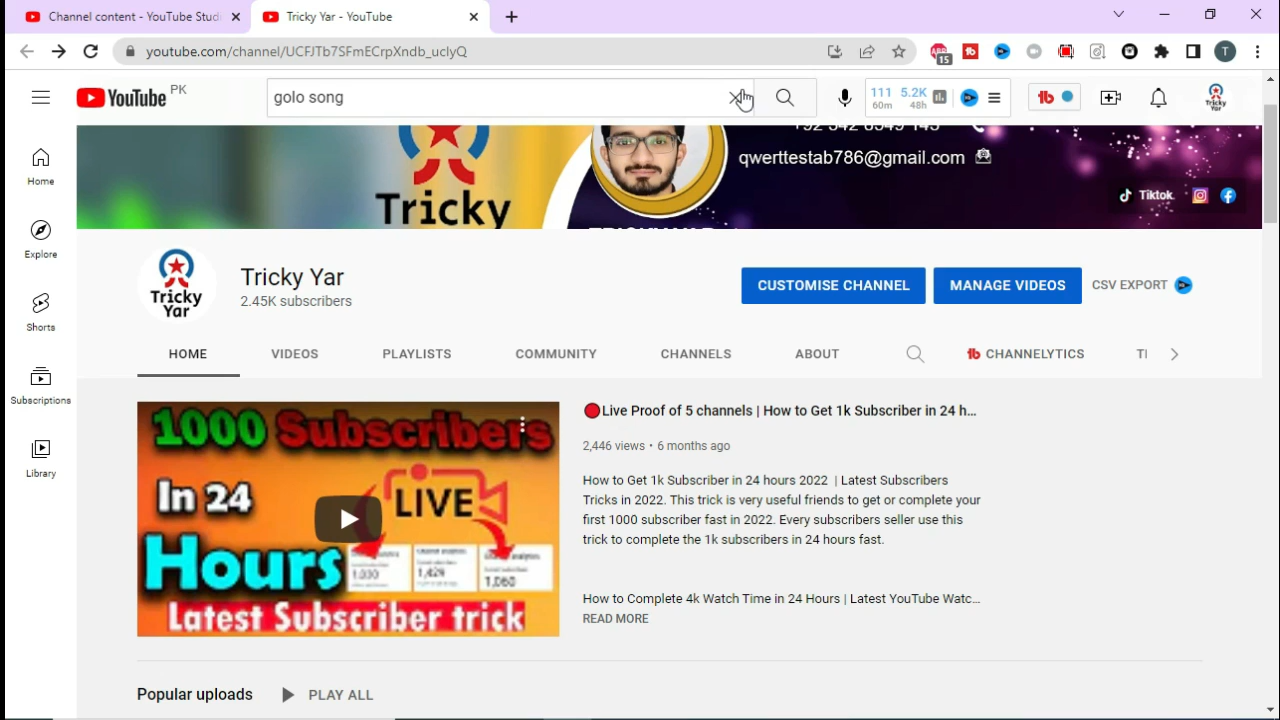 Channel content - YouTube Studi
Tricky Yar - YouTube
youtube.com/channel/UCFJTb7SFmECrpXndb_uclyQ
15
T
YouTube PK
golo song
111 60m
5.2K 48h
Tricky Yar
Tricky
qwerttestab786@gmail.com
Tiktok
Home
Explore
Shorts
Subscriptions
Library
Tricky Yar
Tricky Yar
2.45K subscribers
CUSTOMISE CHANNEL
MANAGE VIDEOS
CSV EXPORT
HOME
VIDEOS
PLAYLISTS
COMMUNITY
CHANNELS
ABOUT
CHANNELYTICS
1000 Subscribers
In 24
LIVE
Hours
1,429
1,060
Latest Subscriber trick
Live Proof of 5 channels | How to Get 1k Subscriber in 24 h...
2,446 views • 6 months ago
How to Get 1k Subscriber in 24 hours 2022 | Latest Subscribers
Tricks in 2022. This trick is very useful friends to get or complete your
first 1000 subscriber fast in 2022. Every subscribers seller use this
trick to complete the 1k subscribers in 24 hours fast.
How to Complete 4k Watch Time in 24 Hours | Latest YouTube Watc...
READ MORE
Popular uploads
PLAY ALL